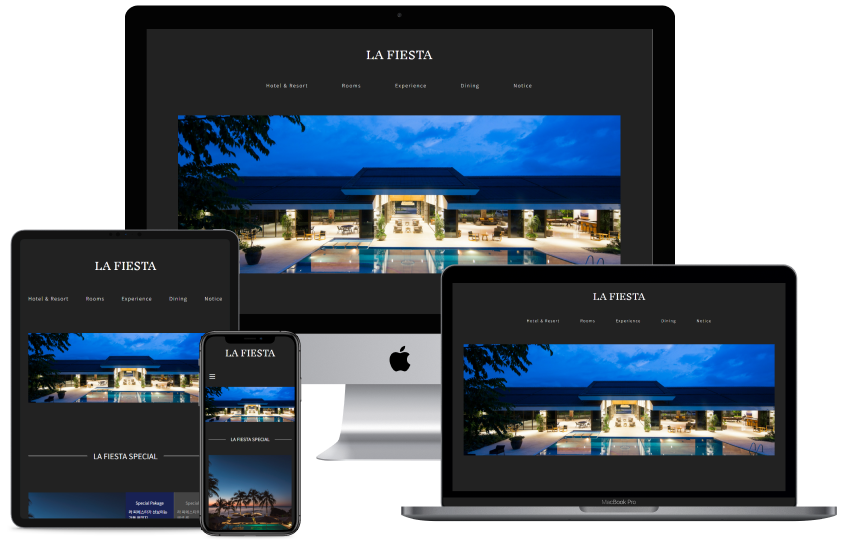 LA FIESTA
Hotel & Resort Rooms Experience Dining Notice
LA FIESTA
Hotel & Resort Rooms Experience Dining Notice
LA FIESTA SPECIAL
Special Pakage
Special
LA FIESTA
LA FIESTA SPECIAL
LA FIESTA
Hotel & Resort Rooms Experience Dining Notice
MacBook Pro